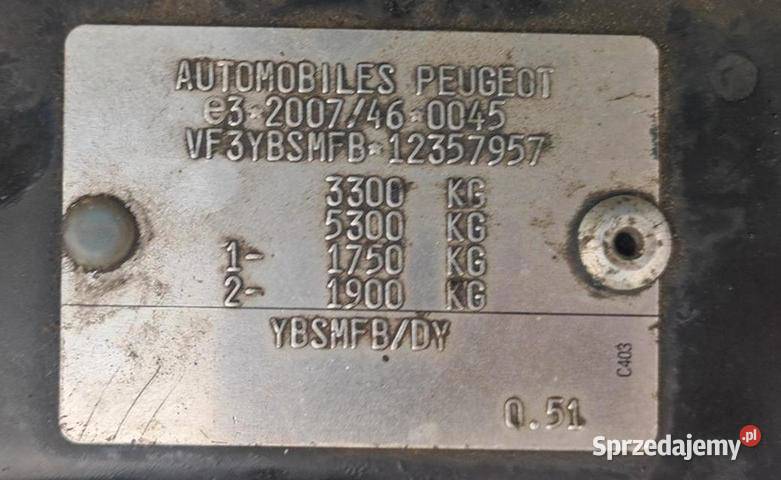 AUTOMOBILES PEUGEOT
e3*2007/46*0045
VF3YBSMFB*12357957
3300 KG
5300 KG
1- 1750 KG
2- 1900 KG
YBSMFB/DY
C403
0.51
Sprzedajemy.pl